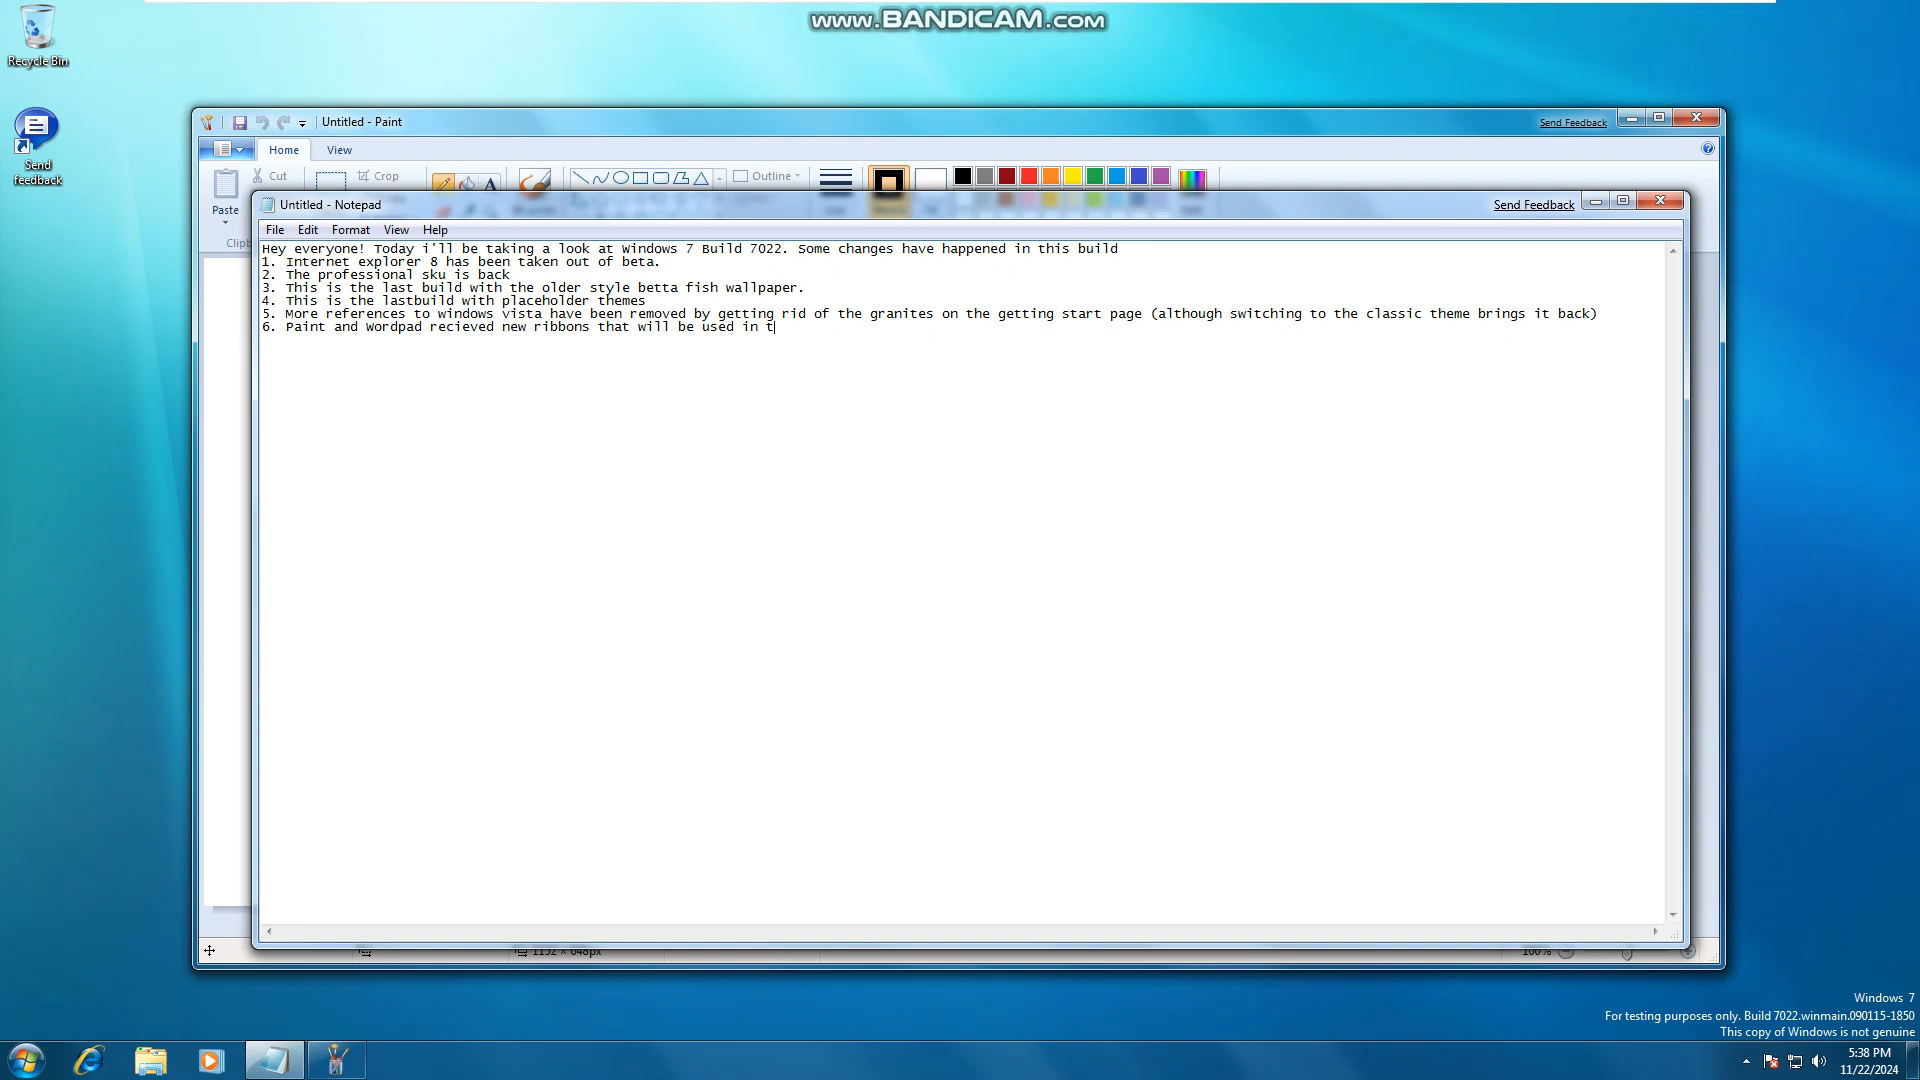 www.BANDICAM.com
Recycle Bin
Send feedback
Untitled - Paint
Send Feedback
Home
View
Cut
Crop
Outline
Paste
Untitled - Notepad
Send Feedback
File Edit Format View Help
Hey everyone! Today i'll be taking a look at Windows 7 Build 7022. Some changes have happened in this build
1. Internet explorer 8 has been taken out of beta.
2. The professional sku is back
3. This is the last build with the older style betta fish wallpaper.
4. This is the lastbuild with placeholder themes
5. More references to windows vista have been removed by getting rid of the granites on the getting start page (although switching to the classic theme brings it back)
6. Paint and Wordpad recieved new ribbons that will be used in t
1152 × 648px
100%
Windows 7
For testing purposes only. Build 7022.winmain.090115-1850
This copy of Windows is not genuine
5:38 PM
11/22/2024